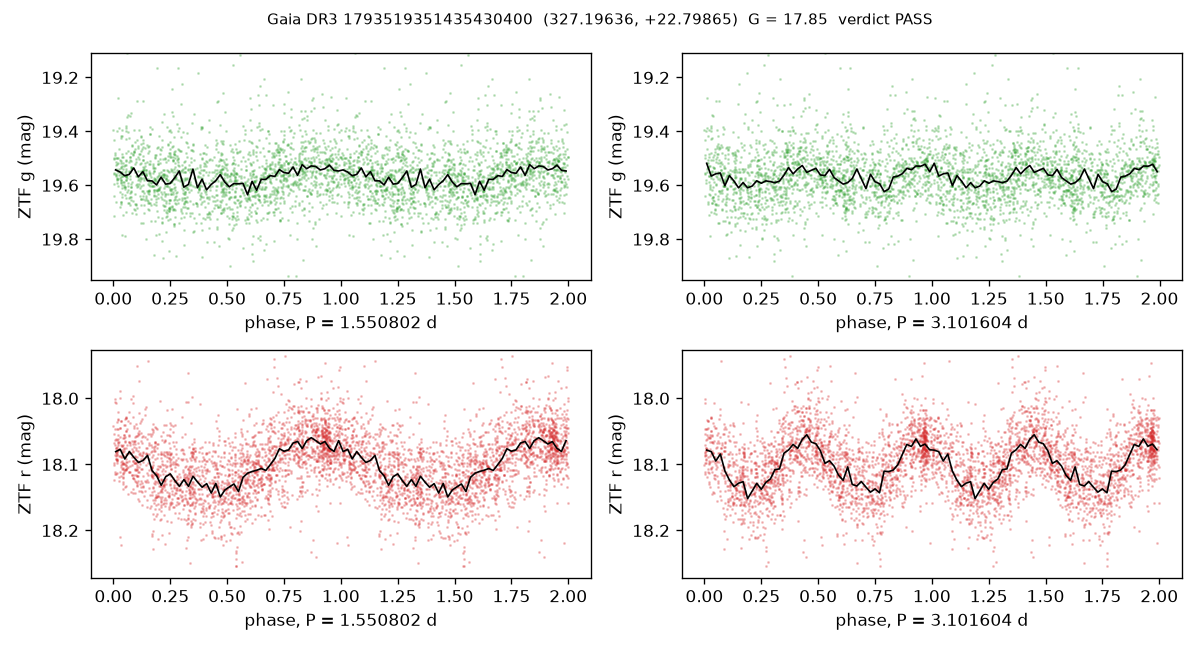 Gaia DR3 1793519351435430400 (327.19636, +22.79865) G = 17.85 verdict PASS
ZTF g (mag)
19.2
19.4
19.6
19.8
0.00 0.25 0.50 0.75 1.00 1.25 1.50 1.75 2.00
phase, P = 1.550802 d
ZTF g (mag)
19.2
19.4
19.6
19.8
0.00 0.25 0.50 0.75 1.00 1.25 1.50 1.75 2.00
phase, P = 3.101604 d
ZTF r (mag)
18.0
18.1
18.2
0.00 0.25 0.50 0.75 1.00 1.25 1.50 1.75 2.00
phase, P = 1.550802 d
ZTF r (mag)
18.0
18.1
18.2
0.00 0.25 0.50 0.75 1.00 1.25 1.50 1.75 2.00
phase, P = 3.101604 d